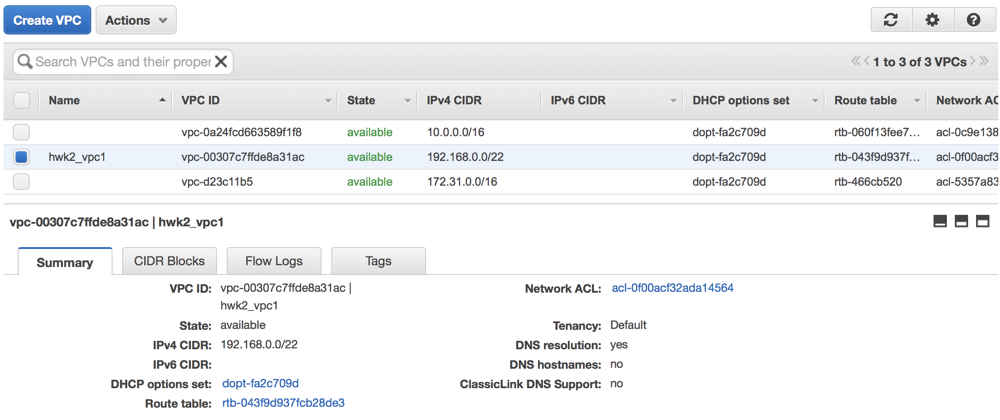 Create VPC Actions
Search VPCs and their proper 1 to 3 of 3 VPCs
Name VPC ID State IPv4 CIDR IPv6 CIDR DHCP options set Route table Network AC
vpc-0a24fcd663589f1f8 available 10.0.0.0/16 dopt-fa2c709d rtb-060f13fee7... acl-0c9e138
hwk2_vpc1 vpc-00307c7ffde8a31ac available 192.168.0.0/22 dopt-fa2c709d rtb-043f9d937f... acl-0f00acf3
vpc-d23c11b5 available 172.31.0.0/16 dopt-fa2c709d rtb-466cb520 acl-5357a83
vpc-00307c7ffde8a31ac | hwk2_vpc1
Summary CIDR Blocks Flow Logs Tags
VPC ID: vpc-00307c7ffde8a31ac | Network ACL: acl-0f00acf32ada14564
hwk2_vpc1
State: available Tenancy: Default
IPv4 CIDR: 192.168.0.0/22 DNS resolution: yes
IPv6 CIDR: DNS hostnames: no
DHCP options set: dopt-fa2c709d ClassicLink DNS Support: no
Route table: rtb-043f9d937fcb28de3